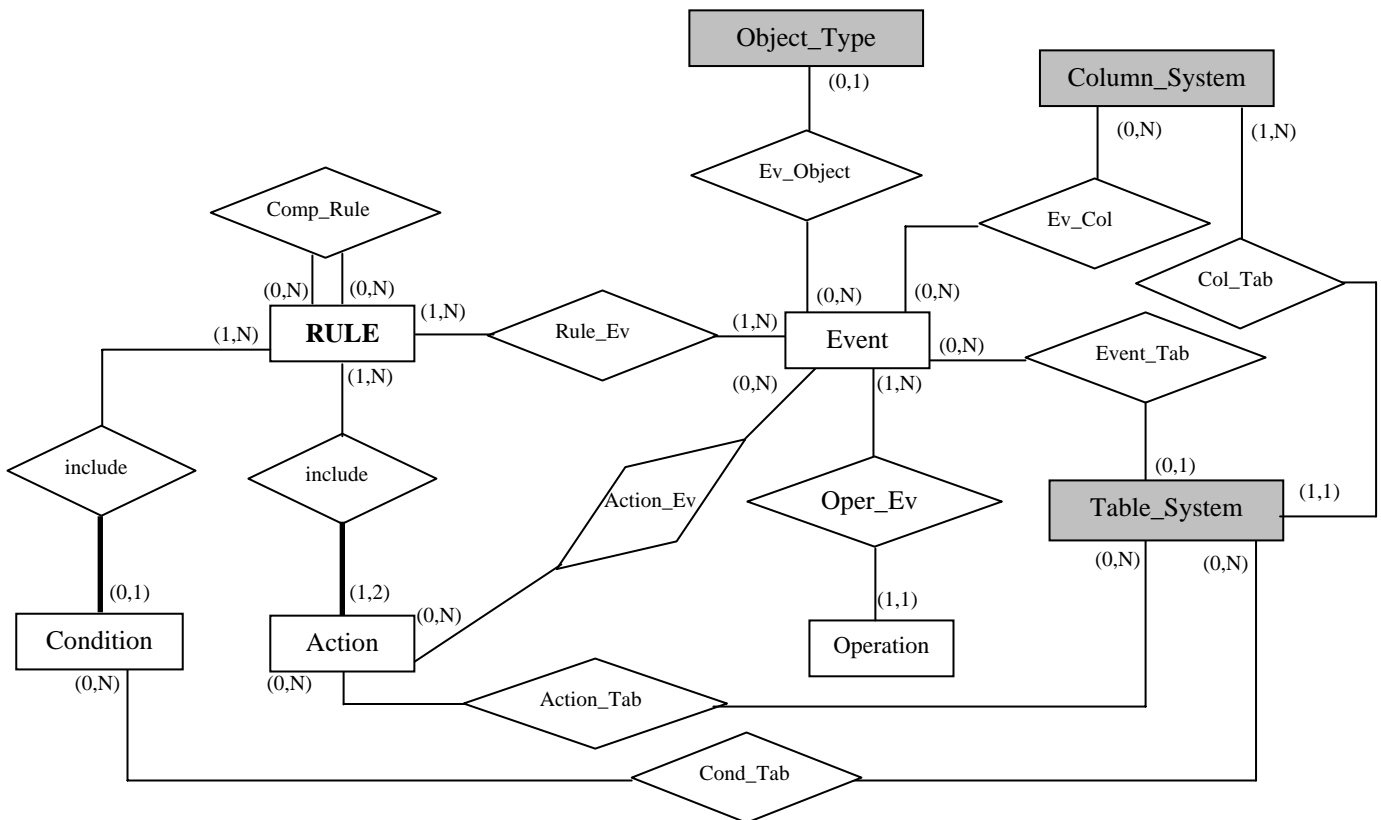 Object_Type
Column_System
(0,1)
(0,N)
(1,N)
Ev_Object
Comp_Rule
Ev_Col
Col_Tab
(0,N)
(0,N)
(0,N)
(0,N)
(1,N)
RULE
(1,N)
Rule_Ev
(1,N)
Event
(0,N)
Event_Tab
(1,N)
(0,N)
(1,N)
include
include
Action_Ev
Oper_Ev
(0,1)
(1,1)
Table_System
(0,1)
(1,2)
(0,N)
(1,1)
(0,N)
(0,N)
Condition
Action
Operation
(0,N)
(0,N)
Action_Tab
Cond_Tab